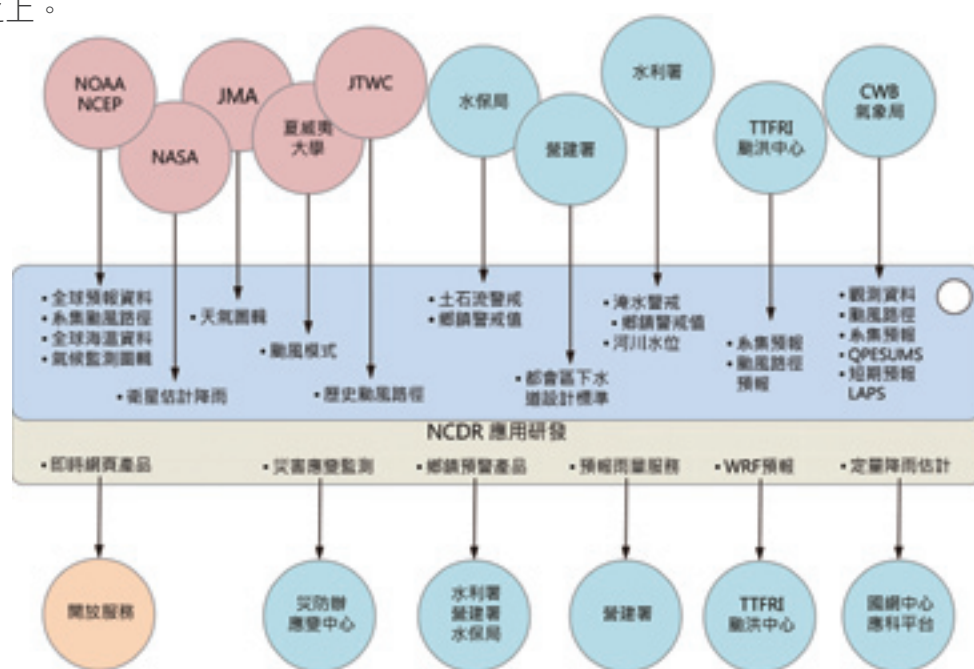 上。
NOAA
NCEP
NASA
JMA
夏威夷
大學
JTWC
水保局
營建署
水利署
TTFRI
颱洪中心
CWB
氣象局
•全球預報資料
•系集颱風路徑
•全球海溫資料
•氣候監測圖輯
•衛星估計降雨
•天氣圖輯
•颱風模式
•歷史颱風路徑
•土石流警戒
•鄉鎮警戒值
•都會區下水
道設計標準
•淹水警戒
•鄉鎮警戒值
•河川水位
•系集預報
•颱風路徑
預報
•觀測資料
•颱風路徑
•系集預報
•QPESUMS
•短期預報
LAPS
NCDR 應用研發
•即時網頁產品
•災害應變監測
•鄉鎮預警產品
•預報雨量服務
•WRF預報
•定量降雨估計
開放服務
災防辦
應變中心
水利署
營建署
水保局
營建署
TTFRI
颱洪中心
國網中心
應科平台